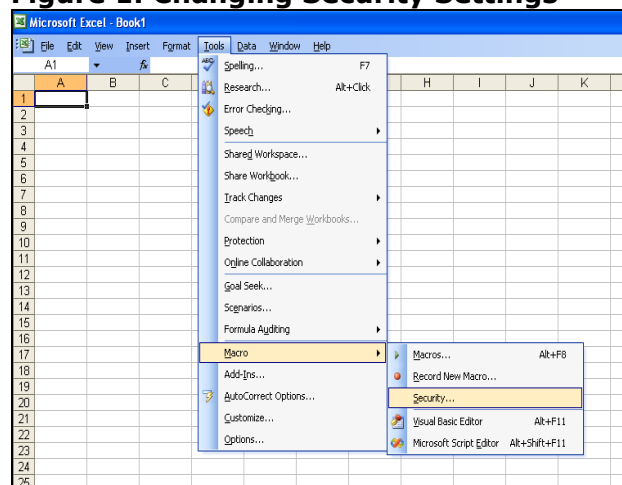 Figure 1. Changing Security Settings
Microsoft Excel - Book1
File Edit View Insert Format Tools Data Window Help
A1 fx
A B C H I J K
1
2
3
4
5
6
7
8
9
10
11
12
13
14
15
16
17
18
19
20
21
22
23
24
25
ABC Spelling... F7
Research... Alt+Click
Error Checking...
Speech
Shared Workspace...
Share Workbook...
Track Changes
Compare and Merge Workbooks...
Protection
Online Collaboration
Goal Seek...
Scenarios...
Formula Auditing
Macro
Add-Ins...
AutoCorrect Options...
Customize...
Options...
Macros... Alt+F8
Record New Macro...
Security...
Visual Basic Editor Alt+F11
Microsoft Script Editor Alt+Shift+F11